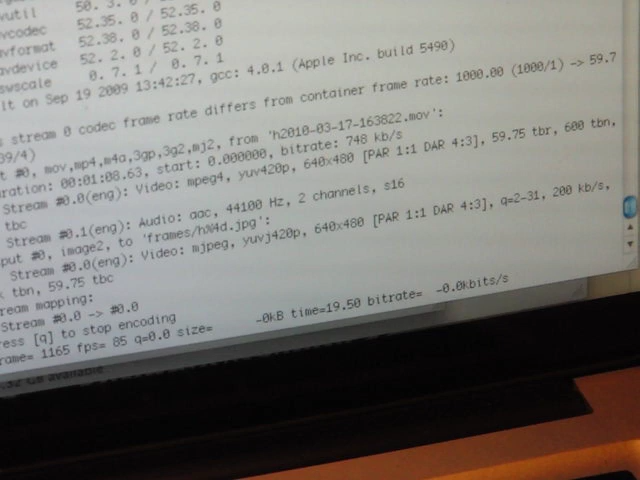 vutil 50. 3. 0 /
vcodec 52.35. 0 / 52.35. 0
vformat 52.38. 0 / 52.38. 0
avdevice 52. 2. 0 / 52. 2. 0
swscale 0. 7. 1 / 0. 7. 1
lt on Sep 19 2009 13:42:27, gcc: 4.0.1 (Apple Inc. build 5490)
s stream 0 codec frame rate differs from container frame rate: 1000.00 (1000/1) -> 59.7
39/4)
t #0, mov,mp4,m4a,3gp,3g2,mj2, from 'h2010-03-17-163822.mov':
uration: 00:01:08.63, start: 0.000000, bitrate: 748 kb/s
Stream #0.0(eng): Video: mpeg4, yuv420p, 640x480 [PAR 1:1 DAR 4:3], 59.75 tbr, 600 tbn,
tbc
Stream #0.1(eng): Audio: aac, 44100 Hz, 2 channels, s16
put #0, image2, to 'frames/h%4d.jpg':
Stream #0.0(eng): Video: mjpeg, yuvj420p, 640x480 [PAR 1:1 DAR 4:3], q=2-31, 200 kb/s,
tbn, 59.75 tbc
ream mapping:
Stream #0.0 -> #0.0
ress [q] to stop encoding
rame= 1165 fps= 85 q=0.0 size= -0kB time=19.50 bitrate= -0.0kbits/s
GB available